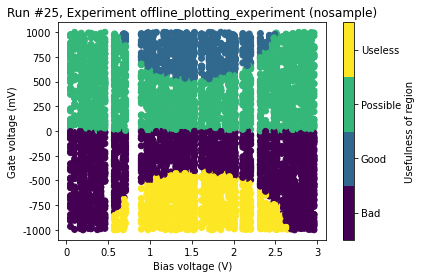 Run #25, Experiment offline_plotting_experiment (nosample)
1000
750
500
250
0
-250
-500
-750
-1000
Gate voltage (mV)
0
0.5
1
1.5
2
2.5
3
Bias voltage (V)
Useless
Possible
Good
Bad
Usefulness of region